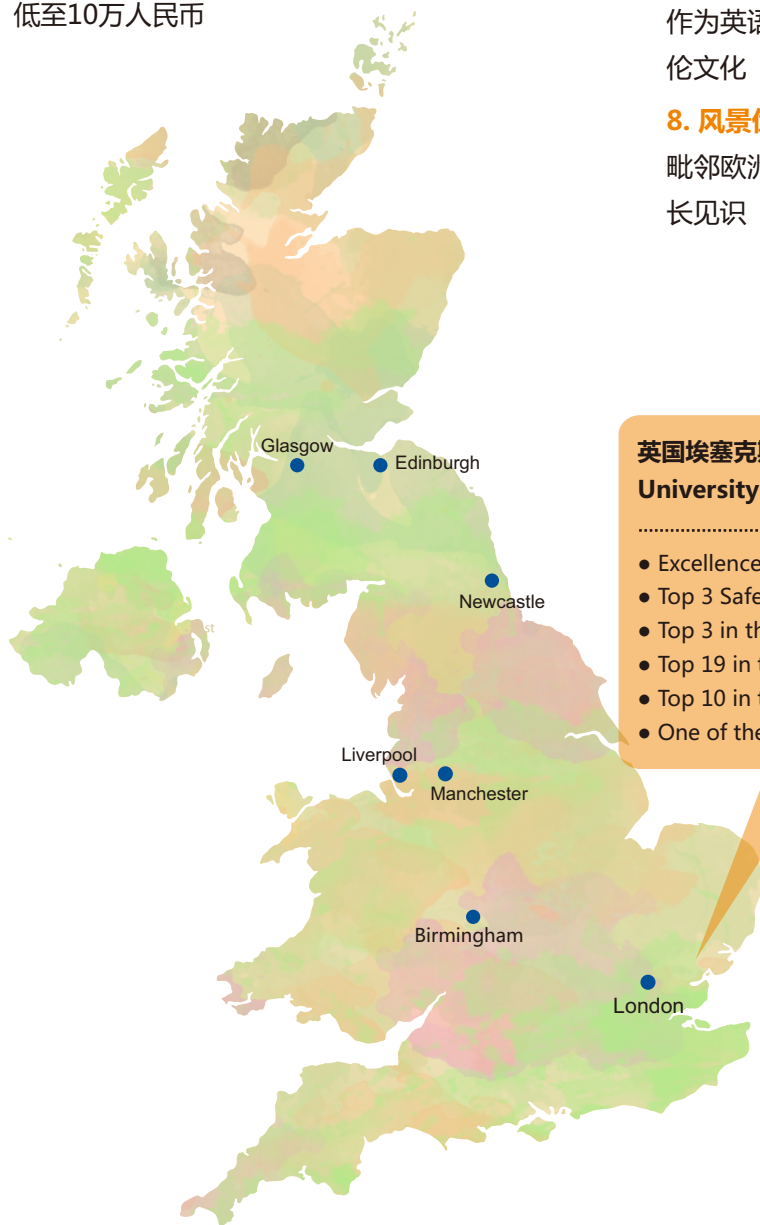 低至10万人民币
作为英语
伦文化
8. 风景
毗邻欧洲
长见识
Glasgow
Edinburgh
Newcastle
st
Liverpool
Manchester
Birmingham
London
英国埃塞克
University
Excellence
Top 3 Safe
Top 3 in th
Top 19 in t
Top 10 in t
One of the